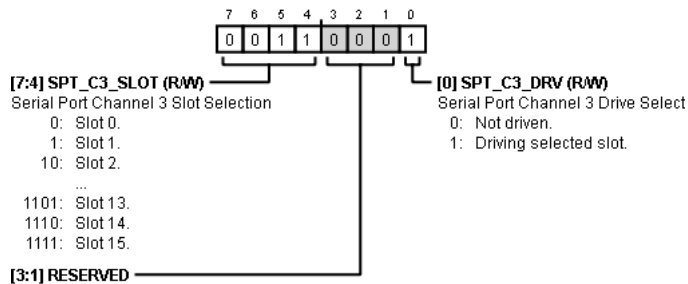 7 6 5 4 3 2 1 0
0 0 1 1 0 0 0 1
[7:4] SPT_C3_SLOT (R/W)
Serial Port Channel 3 Slot Selection
0: Slot 0.
1: Slot 1.
10: Slot 2.
...
1101: Slot 13.
1110: Slot 14.
1111: Slot 15.
[3:1] RESERVED
[0] SPT_C3_DRV (R/W)
Serial Port Channel 3 Drive Select
0: Not driven.
1: Driving selected slot.